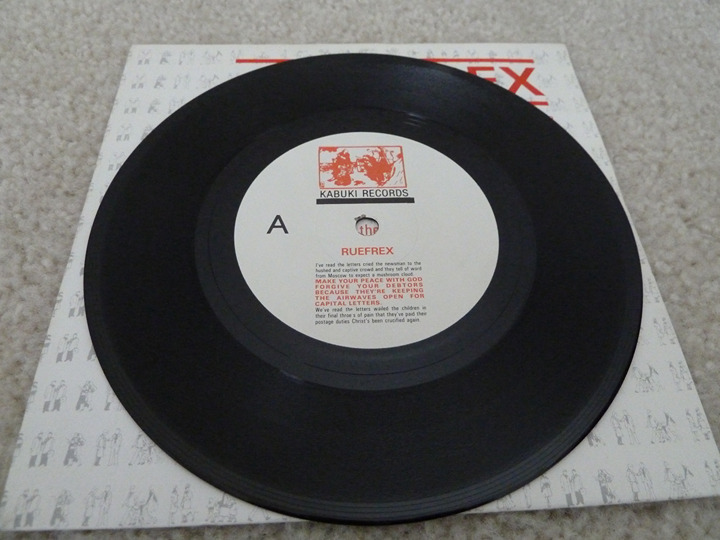 EX
KABUKI RECORDS
A
the
RUEFREX
I've read the letters cried the newsmen to the
hushed and captive crowd and they tell of word
from Moscow to expect a mushroom cloud.
MAKE YOUR PEACE WITH GOD
FORGIVE YOUR DEBTORS
BECAUSE THEY'RE KEEPING
THE AIRWAVES OPEN FOR
CAPITAL LETTERS.
We've read the letters wailed the children in
their final throe's of pain that they've paid their
postage duties Christ's been crucified again.